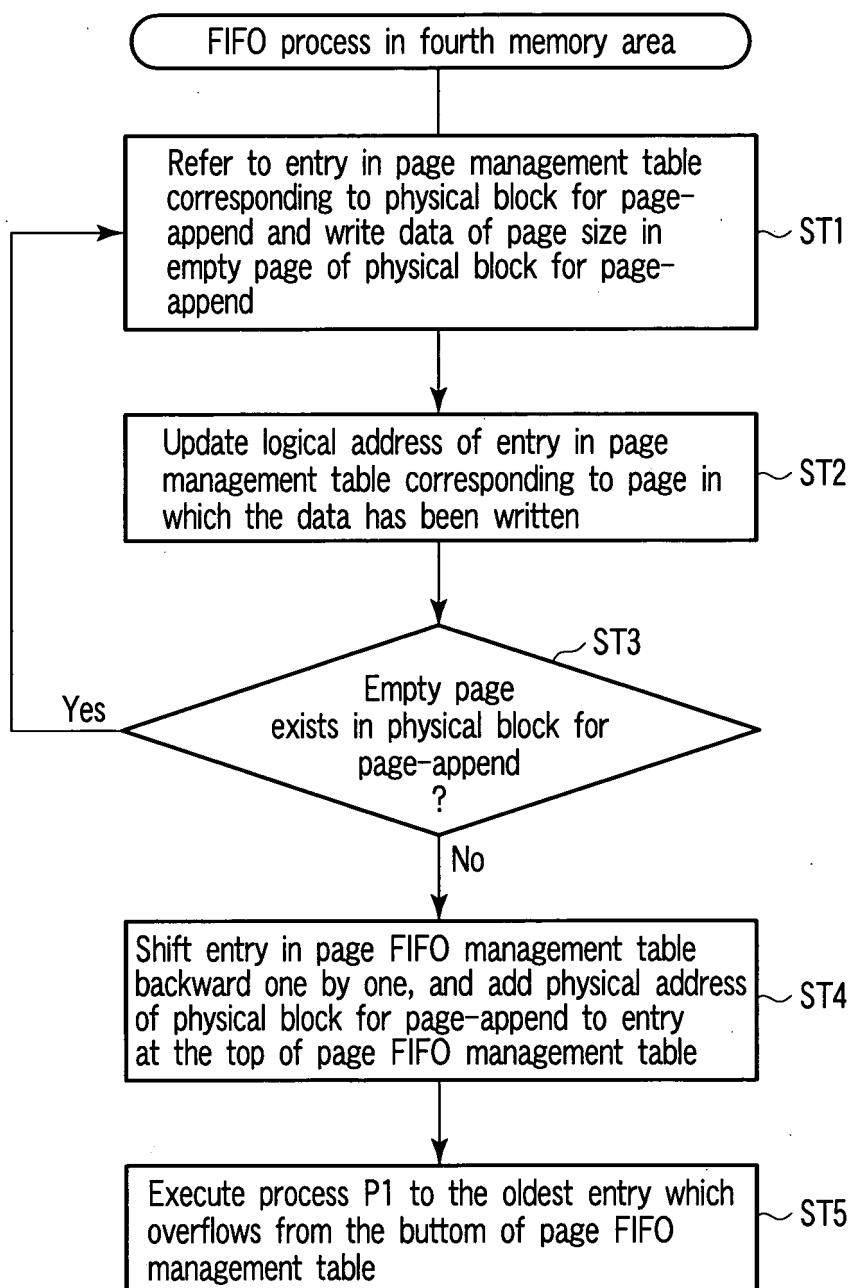 FIFO process in fourth memory area
Refer to entry in page management table
corresponding to physical block for page-
append and write data of page size in
empty page of physical block for page-
append
ST1
Update logical address of entry in page
management table corresponding to page in
which the data has been written
ST2
ST3
Empty page
exists in physical block for
page-append
?
Yes
No
Shift entry in page FIFO management table
backward one by one, and add physical address
of physical block for page-append to entry
at the top of page FIFO management table
ST4
Execute process P1 to the oldest entry which
overflows from the buttom of page FIFO
management table
ST5